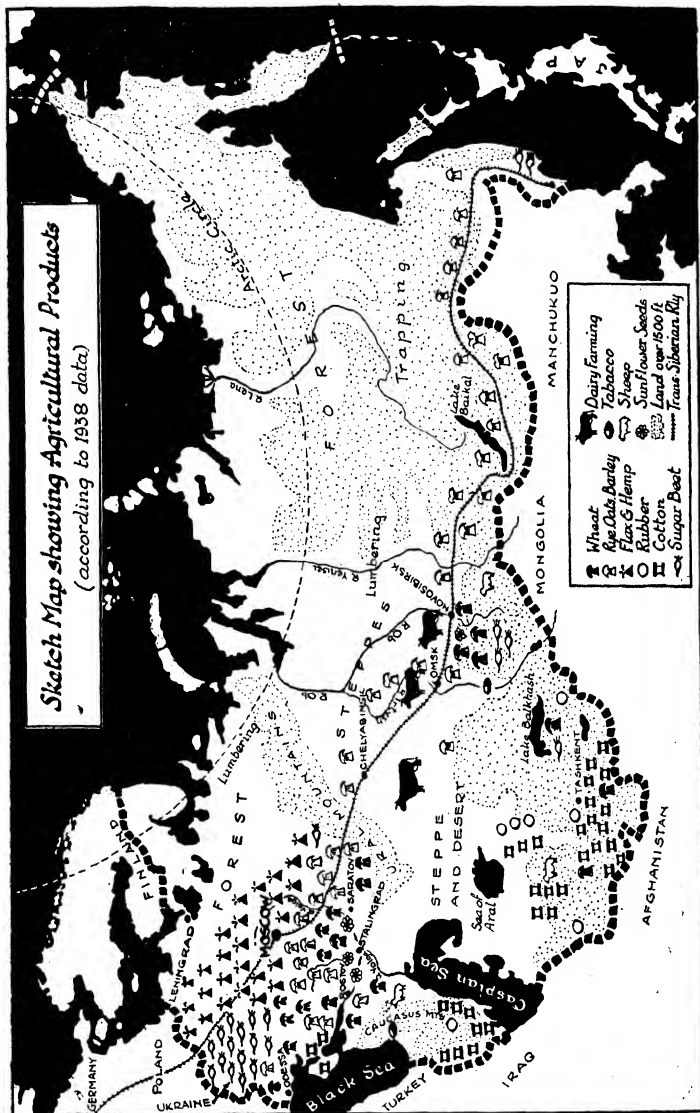 Sketch Map showing Agricultural Products
(according to 1938 data)
Arctic Circle
JAP
FOREST
R. Lena
Trapping
Lake
Baikal
MANCHUKUO
MONGOLIA
R. Yenisei
Lumbering
NOVOSIBIRSK
R. Ob
OMSK
STEPPES
CHELYABINSK
Lumbering
URAL MOUNTAINS
FINLAND
FOREST
LENINGRAD
MOSCOW
GERMANY
POLAND
UKRAINE
ODESSA
ROSTOV
SARATOV
STALINGRAD
Volga
STEPPE
AND DESERT
Sea of
Aral
Lake Balkhash
TASHKENT
CAUCASUS MTS
Caspian Sea
Black Sea
TURKEY
IRAQ
AFGHANISTAN
Wheat
Rye, Oats, Barley
Flax & Hemp
Rubber
Cotton
Sugar Beet
Dairy Farming
Tobacco
Sheep
Sunflower Seeds
Land over 1500 ft
Trans Siberian Rly